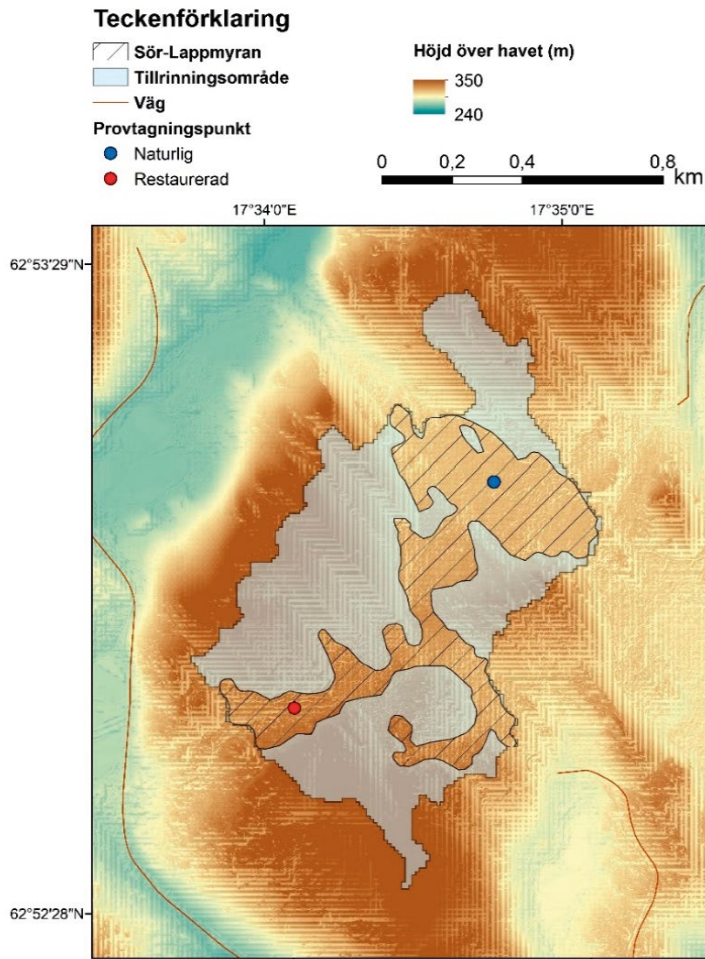 Teckenförklaring
Sör-Lappmyran
Tillrinningsområde
Väg
Provtagningspunkt
Naturlig
Restaurerad
Höjd över havet (m)
350
240
0 0,2 0,4 0,8
km
17°34'0"E 17°35'0"E
62°53'29"N
62°52'28"N